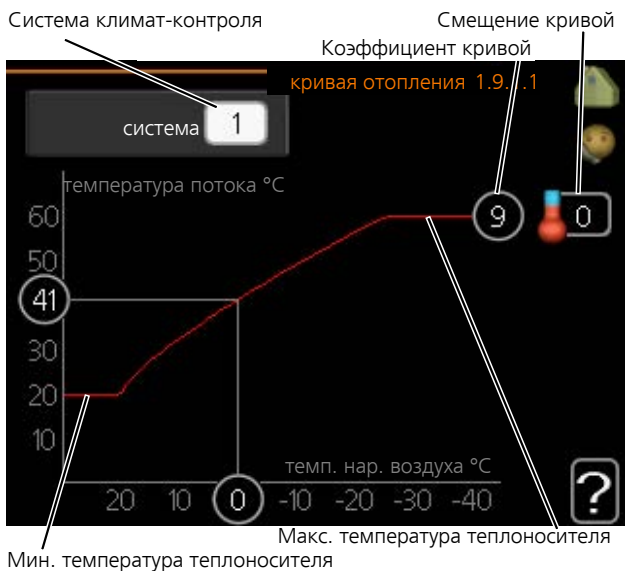 Система климат-контроля
Смещение кривой
Коэффициент кривой
кривая отопления 1.9.1.1
система 1
температура потока °C
60
9
0
50
41
30
20
10
темп. нар. воздуха °C
20 10 0 -10 -20 -30 -40
?
Макс. температура теплоносителя
Мин. температура теплоносителя